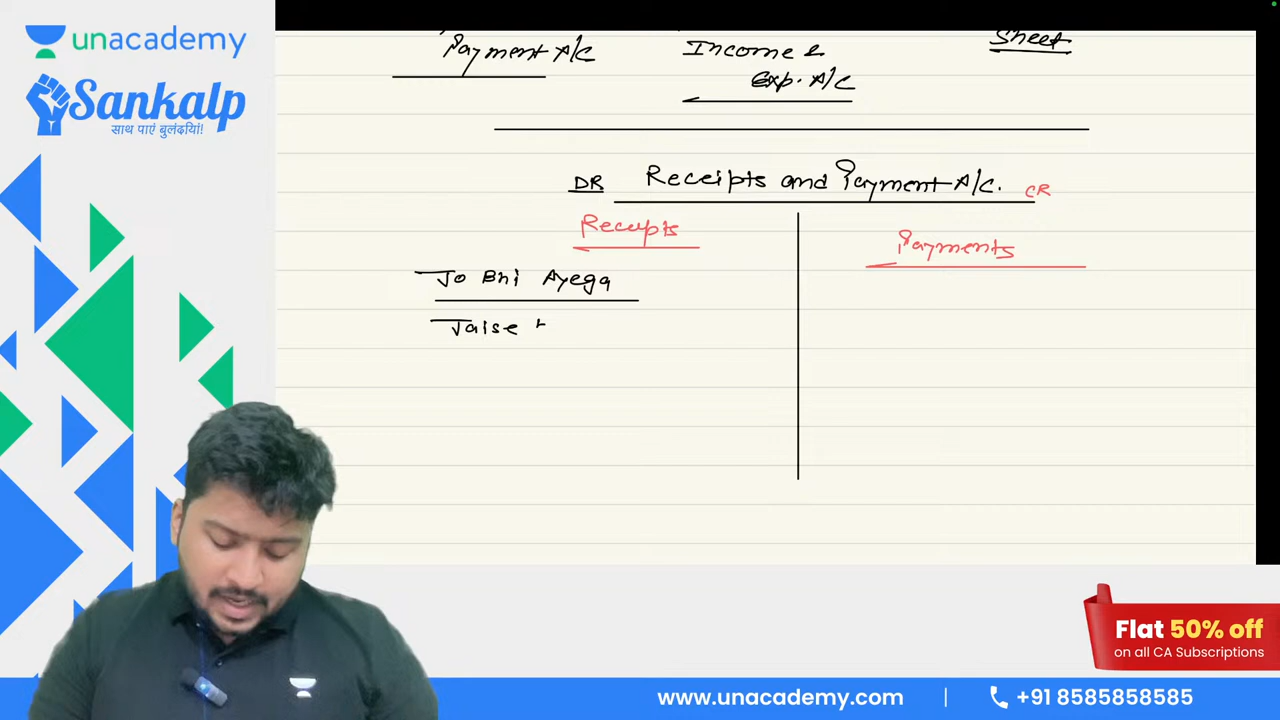 unacademy
Sankalp
साथ पाएं बुलंदियां!
Payment A/C
Income &
Exp. A/C
Sheet
DR Receipts and Payment A/C. CR
Receipts
Payments
Jo Bhi Ayega
Jaise
Flat 50% off
on all CA Subscriptions
www.unacademy.com | +91 8585858585